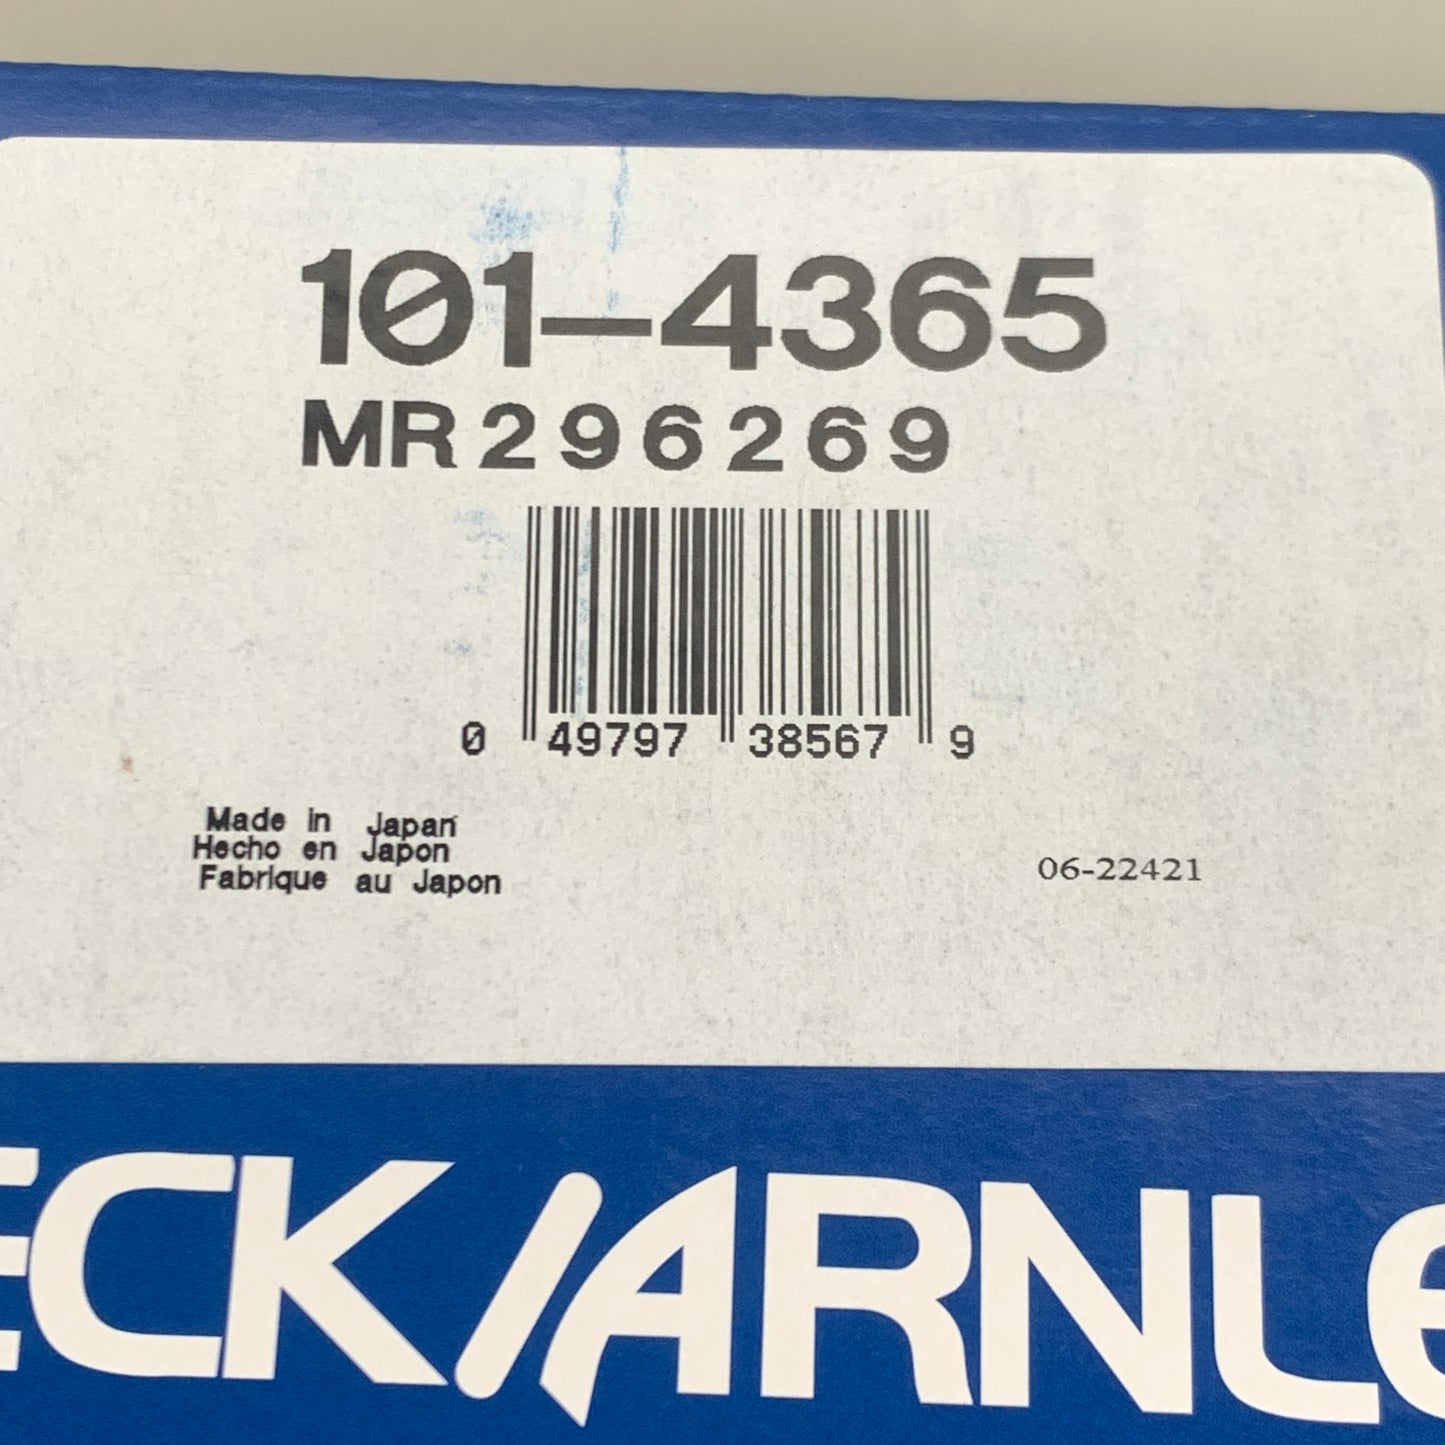 101-4365
MR296269
0 49797 38567 9
Made in Japan
Hecho en Japon
Fabrique au Japon
06-22421
ECK/ARNLE